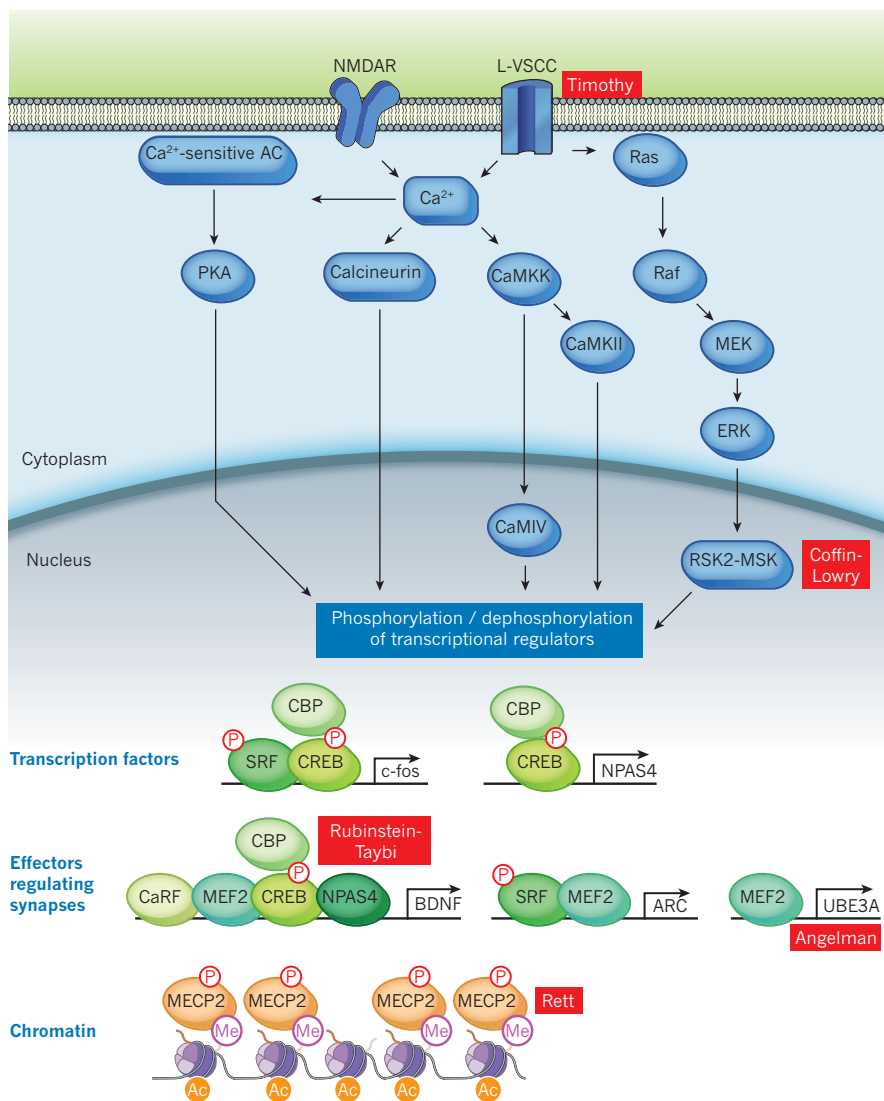 NMDAR
L-VSCC
Timothy
Ca²⁺-sensitive AC
Ras
Ca²⁺
PKA
Calcineurin
CaMKK
Raf
CaMKII
MEK
ERK
Cytoplasm
Nucleus
CaMIV
RSK2-MSK
Coffin-
Lowry
Phosphorylation / dephosphorylation
of transcriptional regulators
Transcription factors
CBP
P
SRF
CREB
P
c-fos
CBP
P
CREB
NPAS4
Effectors
regulating
synapses
CBP
Rubinstein-
Taybi
P
CaRF
MEF2
CREB
NPAS4
BDNF
P
SRF
MEF2
ARC
MEF2
UBE3A
Angelman
Chromatin
P
P
P
P
MECP2
MECP2
MECP2
MECP2
Rett
Me
Me
Me
Me
Ac
Ac
Ac
Ac
Ac